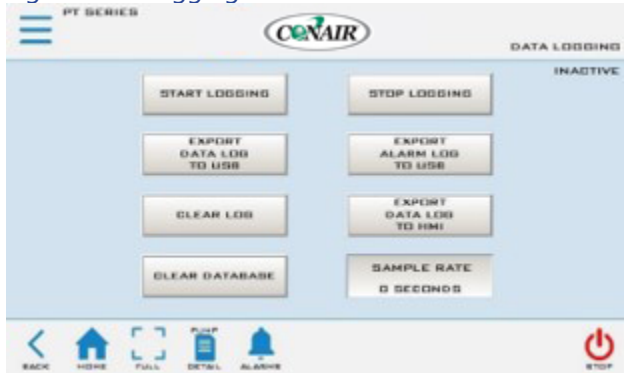 PT SERIES
CONAIR
DATA LOGGING
INACTIVE
START LOGGING
STOP LOGGING
EXPORT
DATA LOG
TO USB
EXPORT
ALARM LOG
TO USB
CLEAR LOG
EXPORT
DATA LOG
TO HMI
CLEAR DATABASE
SAMPLE RATE
0 SECONDS
BACK
HOME
FULL
PUMP
DETAIL
ALARMS
STOP